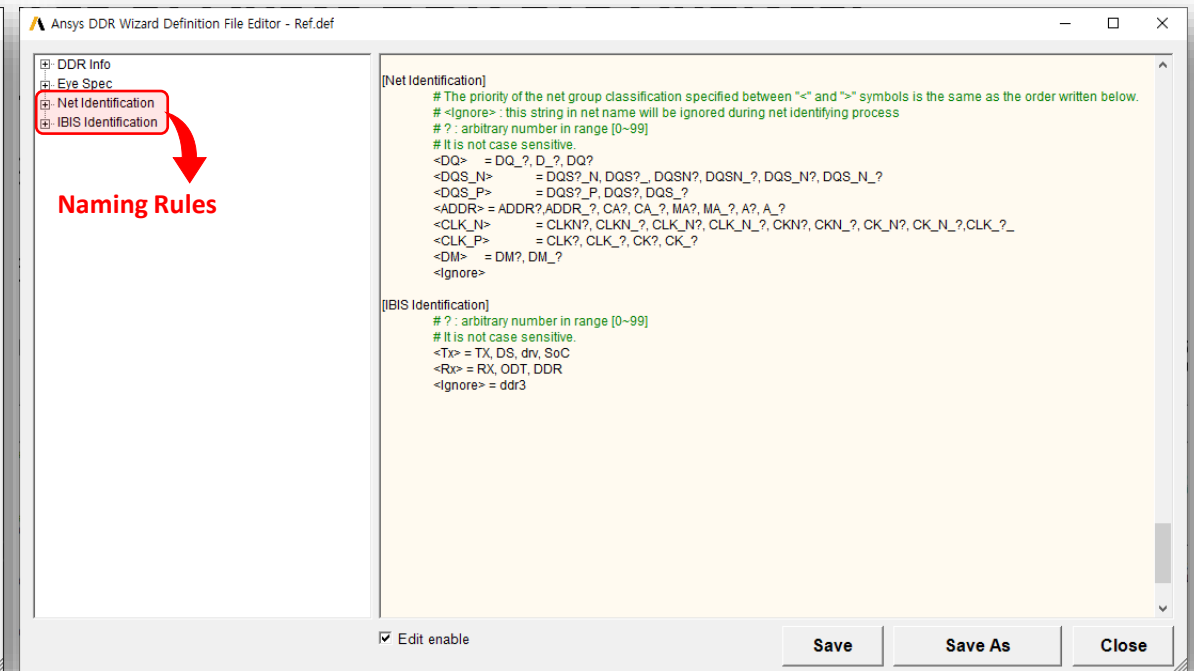 Ansys DDR Wizard Definition File Editor - Ref.def
DDR Info
Eye Spec
Net Identification
IBIS Identification
Naming Rules
[Net Identification]
# The priority of the net group classification specified between "<" and ">" symbols is the same as the order written below.
# <Ignore> : this string in net name will be ignored during net identifying process
# ? : arbitrary number in range [0~99]
# It is not case sensitive.
<DQ> = DQ_?, D_?, DQ?
<DQS_N> = DQS?_N, DQS?_, DQSN?, DQSN_?, DQS_N?, DQS_N_?
<DQS_P> = DQS?_P, DQS?, DQS_?
<ADDR> = ADDR?,ADDR_?, CA?, CA_?, MA?, MA_?, A?, A_?
<CLK_N> = CLKN?, CLKN_?, CLK_N?, CLK_N_?, CKN?, CKN_?, CK_N?, CK_N_?,CLK_?_
<CLK_P> = CLK?, CLK_?, CK?, CK_?
<DM> = DM?, DM_?
<Ignore>
[IBIS Identification]
# ? : arbitrary number in range [0~99]
# It is not case sensitive.
<Tx> = TX, DS, drv, SoC
<Rx> = RX, ODT, DDR
<Ignore> = ddr3
Edit enable
Save
Save As
Close